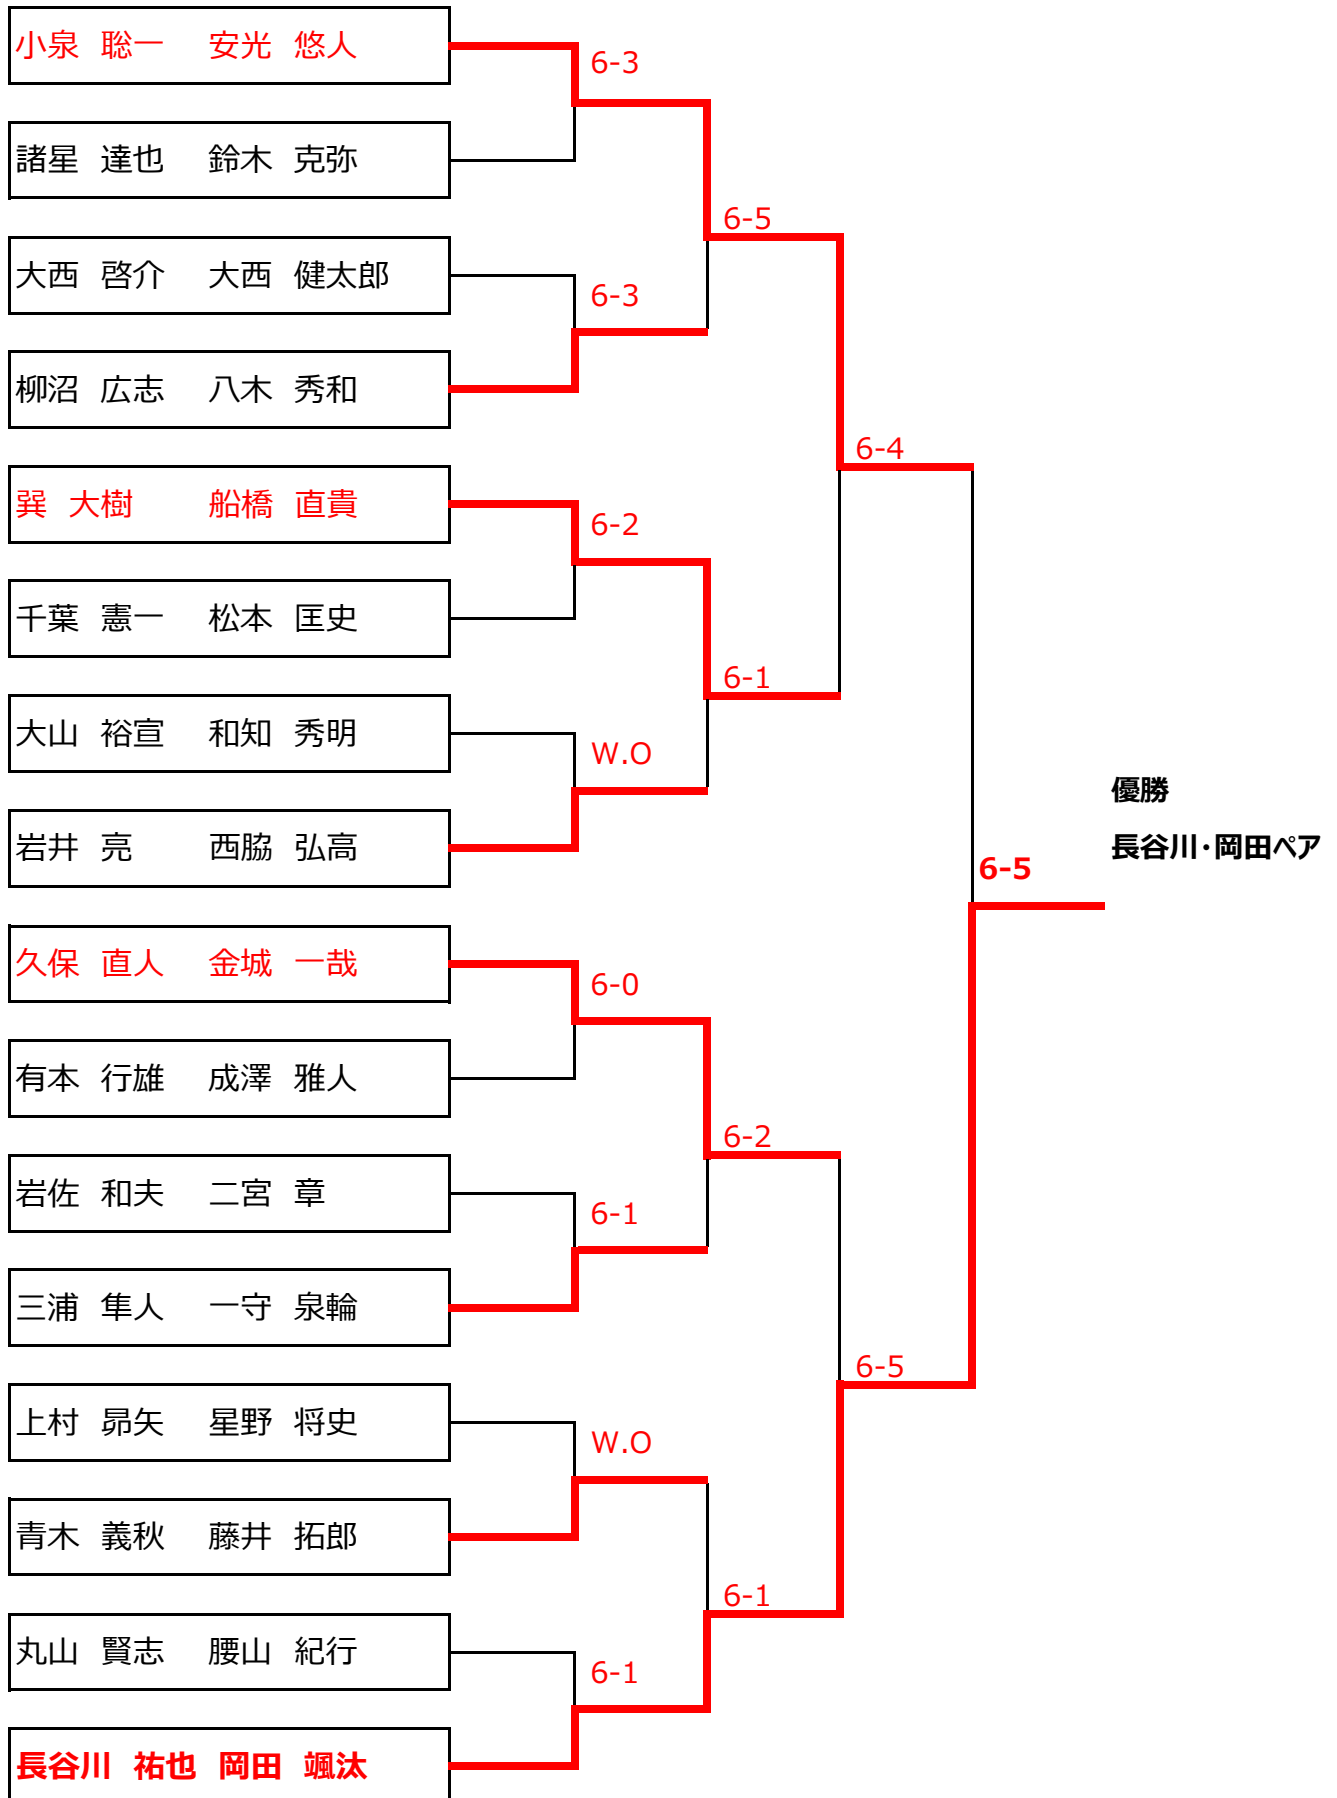 小泉 聡一 安光 悠人
6-3
諸星 達也 鈴木 克弥
6-5
大西 啓介 大西 健太郎
6-3
柳沼 広志 八木 秀和
6-4
巽 大樹 船橋 直貴
6-2
千葉 憲一 松本 匡史
6-1
大山 裕宣 和知 秀明
W.O
優勝
岩井 亮 西脇 弘高
長谷川・岡田ペア
6-5
久保 直人 金城 一哉
6-0
有本 行雄 成澤 雅人
6-2
岩佐 和夫 二宮 章
6-1
三浦 隼人 一守 泉輪
6-5
上村 昴矢 星野 将史
W.O
青木 義秋 藤井 拓郎
6-1
丸山 賢志 腰山 紀行
6-1
長谷川 祐也 岡田 颯汰